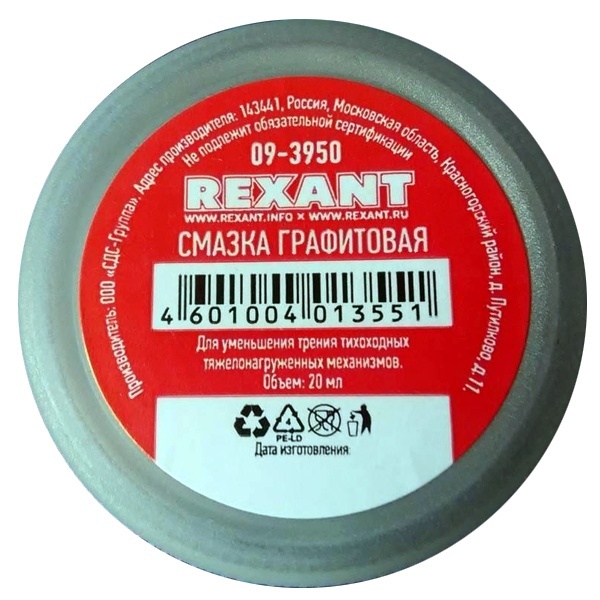 Производитель: ООО «СДС-Группа». Адрес производителя: 143441, Россия, Московская область, Красногорский район, д. Путилково, д.11.
Не подлежит обязательной сертификации
09-3950
REXANT
WWW.REXANT.INFO × WWW.REXANT.RU
СМАЗКА ГРАФИТОВАЯ
4 601004 013551
Для уменьшения трения тихоходных
тяжелонагруженных механизмов.
Объем: 20 мл
4
PE-LD
Дата изготовления: